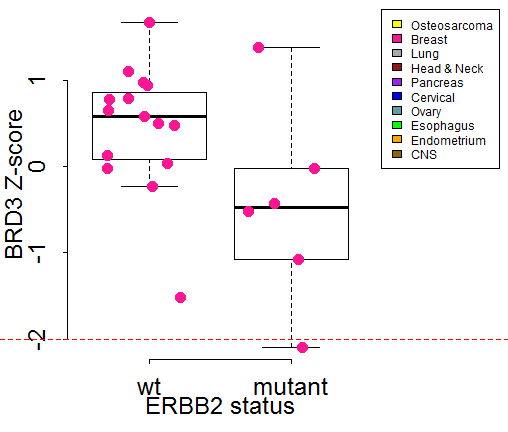 Osteosarcoma
Breast
Lung
Head & Neck
Pancreas
Cervical
Ovary
Esophagus
Endometrium
CNS
BRD3 Z-score
1
0
-1
-2
wt mutant
ERBB2 status